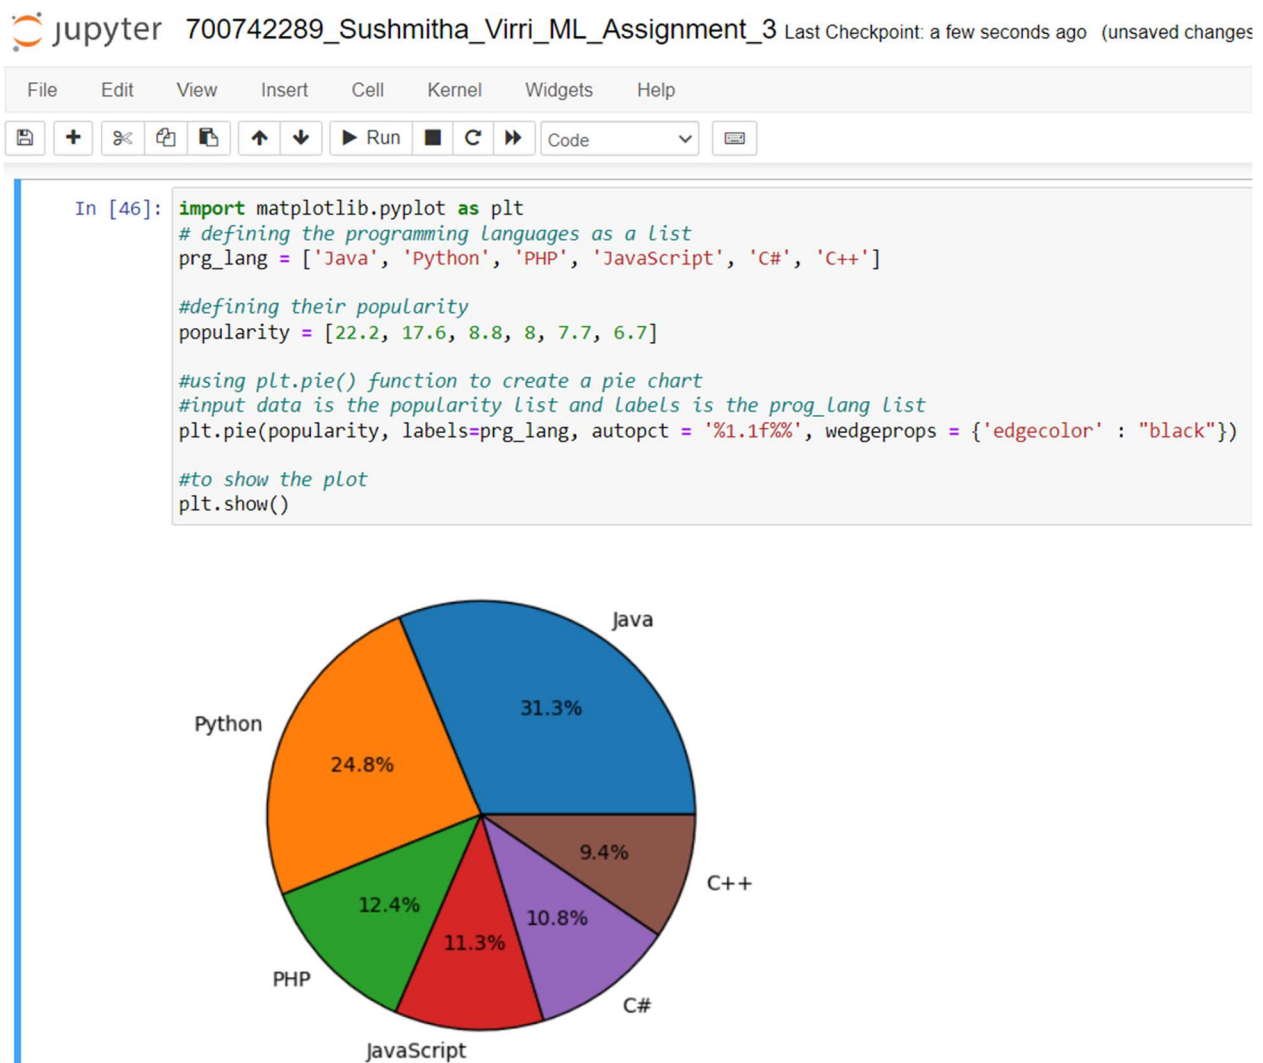 jupyter 700742289_Sushmitha_Virri_ML_Assignment_3 Last Checkpoint: a few seconds ago (unsaved changes
File Edit View Insert Cell Kernel Widgets Help
Run Code
In [46]: import matplotlib.pyplot as plt
# defining the programming languages as a list
prg_lang = ['Java', 'Python', 'PHP', 'JavaScript', 'C#', 'C++']
#defining their popularity
popularity = [22.2, 17.6, 8.8, 8, 7.7, 6.7]
#using plt.pie() function to create a pie chart
#input data is the popularity list and labels is the prog_lang list
plt.pie(popularity, labels=prg_lang, autopct = '%1.1f%%', wedgeprops = {'edgecolor' : "black"})
#to show the plot
plt.show()
Java
31.3%
Python
24.8%
9.4%
C++
12.4%
10.8%
11.3%
PHP
C#
JavaScript